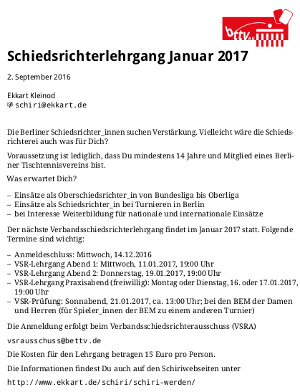 bettv
Schiedsrichterlehrgang Januar 2017
2. September 2016
Ekkart Kleinod
schiri@ekkart.de
Die Berliner Schiedsrichter_innen suchen Verstärkung. Vielleicht wäre die Schieds-
richterei auch was für Dich?
Voraussetzung ist lediglich, dass Du mindestens 14 Jahre und Mitglied eines Berli-
ner Tischtennisvereins bist.
Was erwartet Dich?
– Einsätze als Oberschiedsrichter_in von Bundesliga bis Oberliga
– Einsätze als Schiedsrichter_in bei Turnieren in Berlin
– bei Interesse Weiterbildung für nationale und internationale Einsätze
Der nächste Verbandsschiedsrichterlehrgang findet im Januar 2017 statt. Folgende
Termine sind wichtig:
– Anmeldeschluss: Mittwoch, 14.12.2016
– VSR-Lehrgang Abend 1: Mittwoch, 11.01.2017, 19:00 Uhr
– VSR-Lehrgang Abend 2: Donnerstag, 19.01.2017, 19:00 Uhr
– VSR-Lehrgang Praxisabend (freiwillig): Montag oder Dienstag, 16. oder 17.01.2017,
19:00 Uhr
– VSR-Prüfung: Sonnabend, 21.01.2017, ca. 13:00 Uhr; bei den BEM der Damen
und Herren (für Spieler_innen der BEM zu einem anderen Turnier)
Die Anmeldung erfolgt beim Verbandsschiedsrichterausschuss (VSRA)
vsrausschuss@bettv.de
Die Kosten für den Lehrgang betragen 15 Euro pro Person.
Die Informationen findest Du auch auf den Schiriwebseiten unter
http://www.ekkart.de/schiri/schiri-werden/